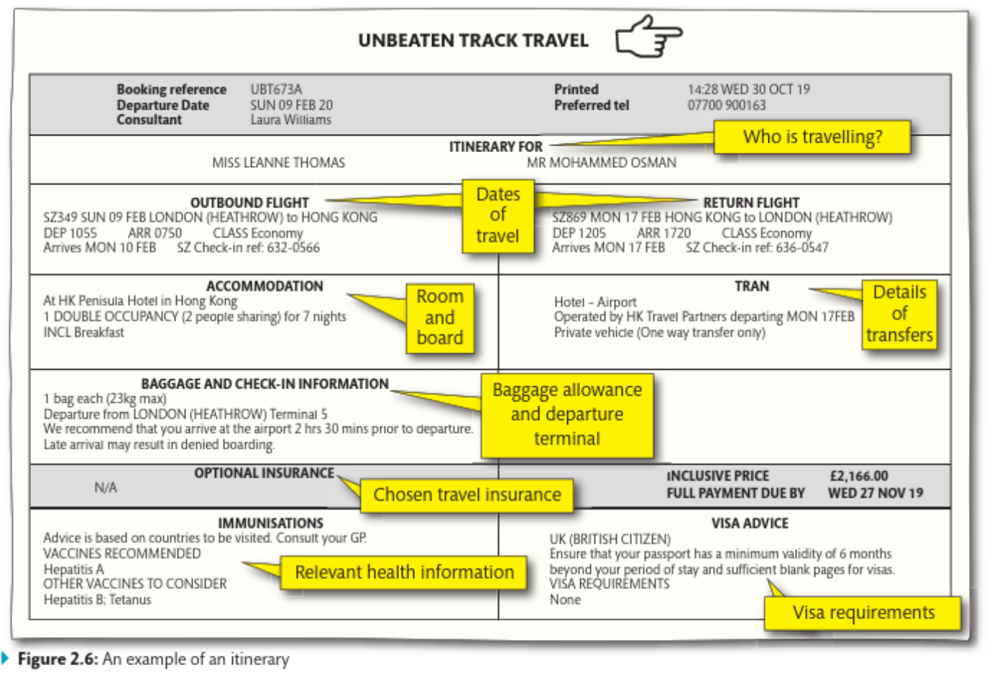 UNBEATEN TRACK TRAVEL
Booking reference UBT673A
Departure Date SUN 09 FEB 20
Consultant Laura Williams
Printed 14:28 WED 30 OCT 19
Preferred tel 07700 900163
Who is travelling?
ITINERARY FOR
MISS LEANNE THOMAS MR MOHAMMED OSMAN
OUTBOUND FLIGHT
SZ349 SUN 09 FEB LONDON (HEATHROW) to HONG KONG
DEP 1055 ARR 0750 CLASS Economy
Arrives MON 10 FEB SZ Check-in ref: 632-0566
Dates
of
travel
RETURN FLIGHT
SZ869 MON 17 FEB HONG KONG to LONDON (HEATHROW)
DEP 1205 ARR 1720 CLASS Economy
Arrives MON 17 FEB SZ Check-in ref: 636-0547
ACCOMMODATION
At HK Penisula Hotel in Hong Kong
1 DOUBLE OCCUPANCY (2 people sharing) for 7 nights
INCL Breakfast
Room
and
board
TRAN
Hotel – Airport
Operated by HK Travel Partners departing MON 17FEB
Private vehicle (One way transfer only)
Details
of
transfers
BAGGAGE AND CHECK-IN INFORMATION
1 bag each (23kg max)
Departure from LONDON (HEATHROW) Terminal 5
We recommend that you arrive at the airport 2 hrs 30 mins prior to departure.
Late arrival may result in denied boarding.
Baggage allowance
and departure
terminal
OPTIONAL INSURANCE
N/A
Chosen travel insurance
INCLUSIVE PRICE £2,166.00
FULL PAYMENT DUE BY WED 27 NOV 19
IMMUNISATIONS
Advice is based on countries to be visited. Consult your GP.
VACCINES RECOMMENDED
Hepatitis A
OTHER VACCINES TO CONSIDER
Hepatitis B; Tetanus
Relevant health information
VISA ADVICE
UK (BRITISH CITIZEN)
Ensure that your passport has a minimum validity of 6 months
beyond your period of stay and sufficient blank pages for visas.
VISA REQUIREMENTS
None
Visa requirements
Figure 2.6: An example of an itinerary